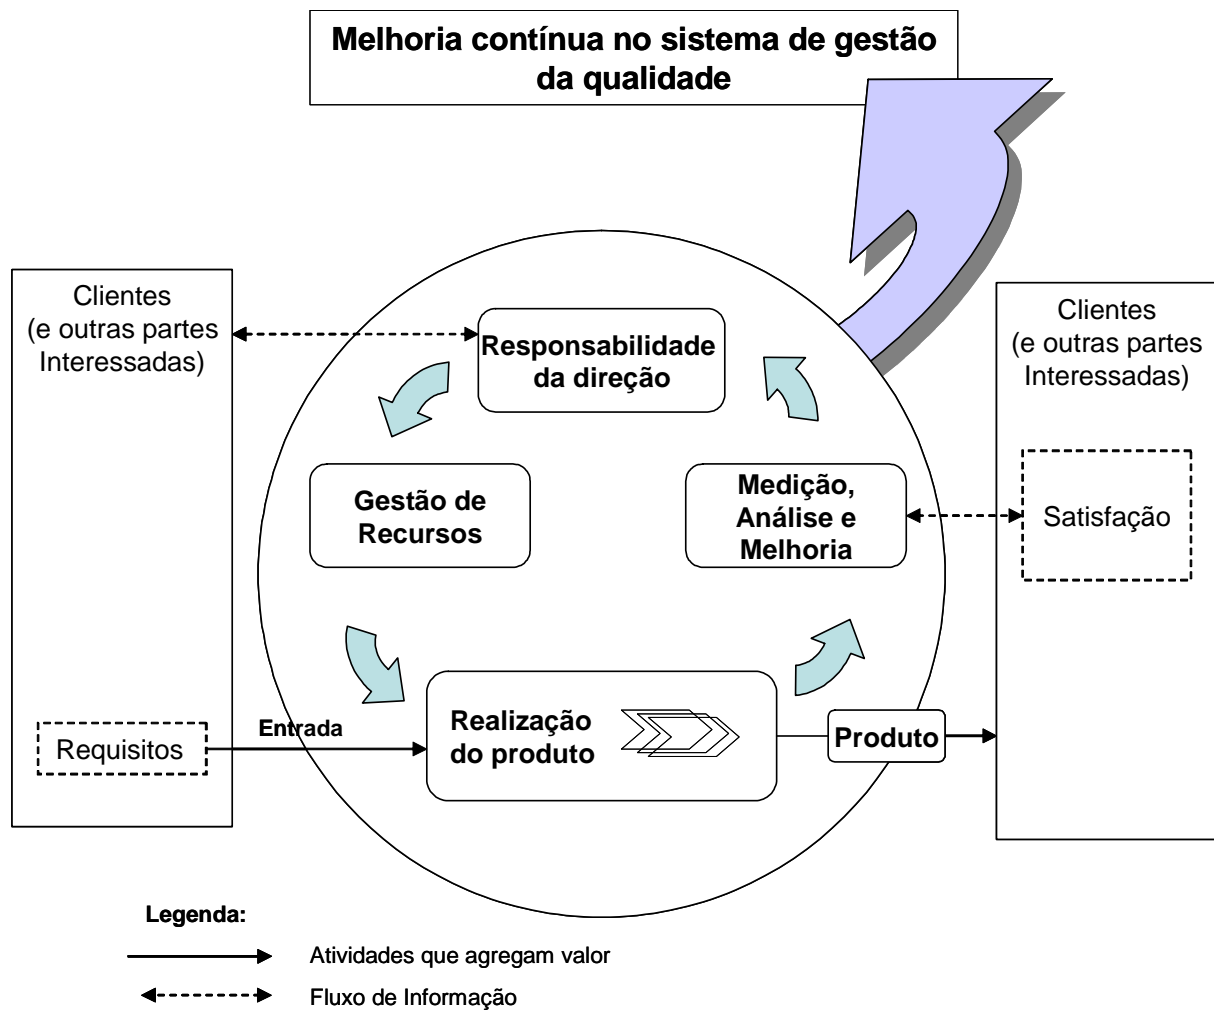 Melhoria contínua no sistema de gestão
da qualidade
Clientes
(e outras partes
Interessadas)
Responsabilidade
da direção
Clientes
(e outras partes
Interessadas)
Gestão de
Recursos
Medição,
Análise e
Melhoria
Satisfação
Requisitos
Entrada
Realização
do produto
Produto
Legenda:
Atividades que agregam valor
Fluxo de Informação